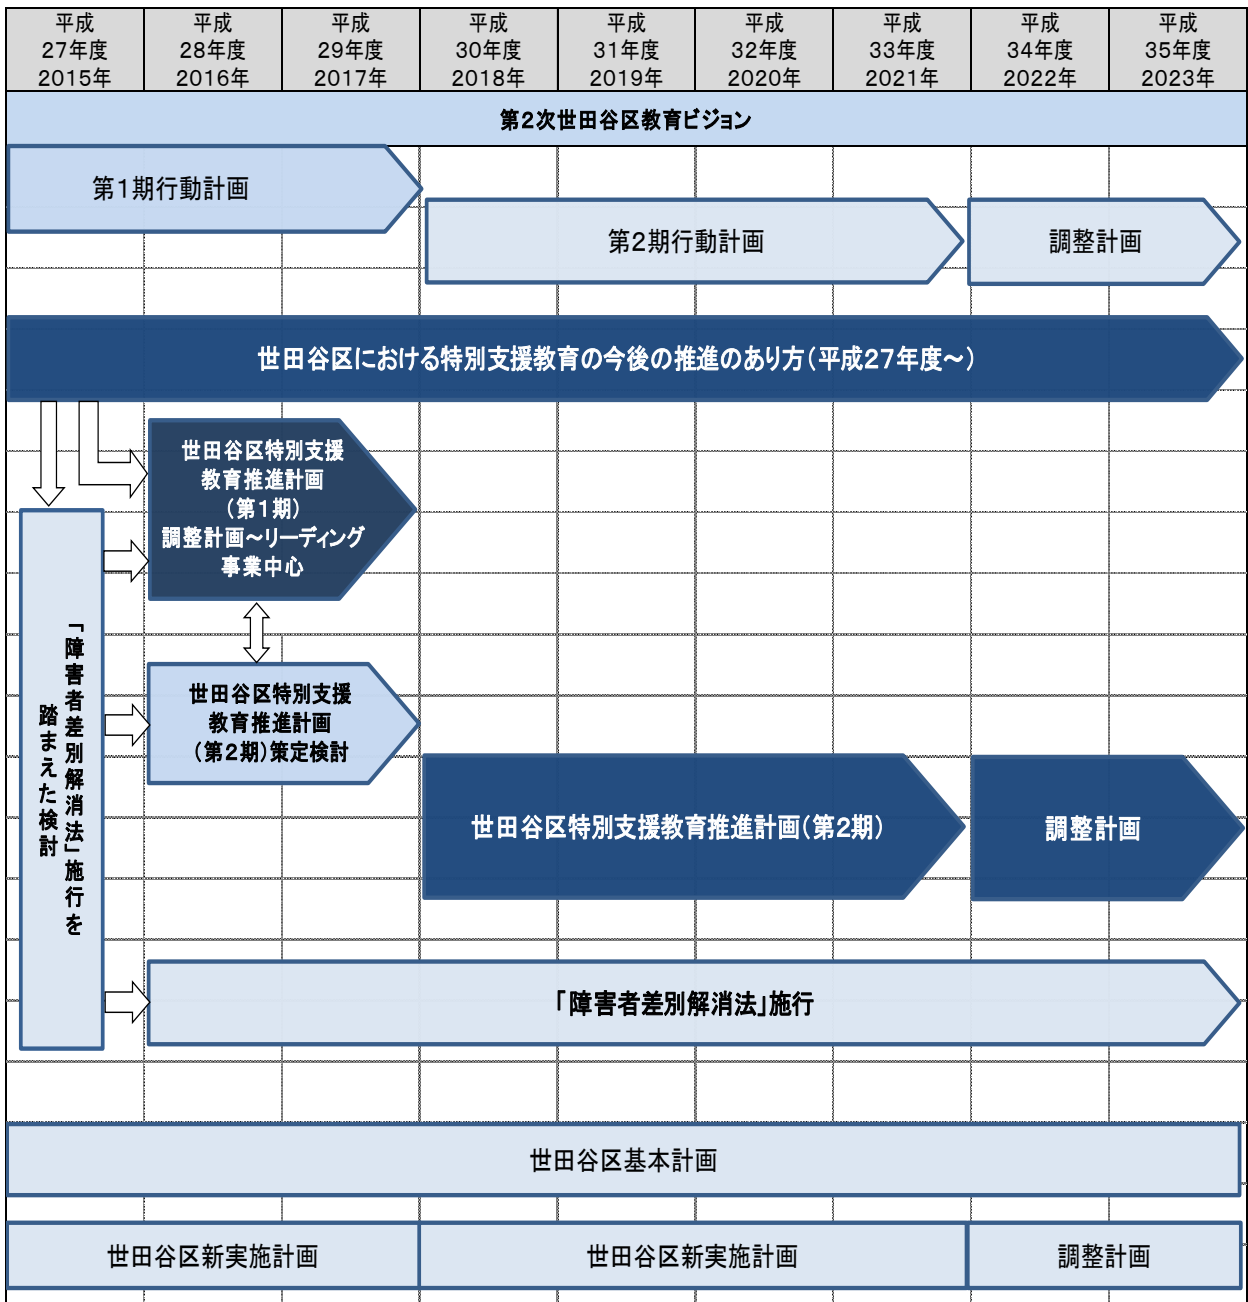 平成
27年度
2015年
平成
28年度
2016年
平成
29年度
2017年
平成
30年度
2018年
平成
31年度
2019年
平成
32年度
2020年
平成
33年度
2021年
平成
34年度
2022年
平成
35年度
2023年
第2次世田谷区教育ビジョン
第1期行動計画
第2期行動計画
調整計画
世田谷区における特別支援教育の今後の推進のあり方(平成27年度～)
世田谷区特別支援
教育推進計画
(第1期)
調整計画～リーディング
事業中心
「障害者差別解消法」施行を
踏まえた検討
世田谷区特別支援
教育推進計画
(第2期)策定検討
世田谷区特別支援教育推進計画(第2期)
調整計画
「障害者差別解消法」施行
世田谷区基本計画
世田谷区新実施計画
世田谷区新実施計画
調整計画